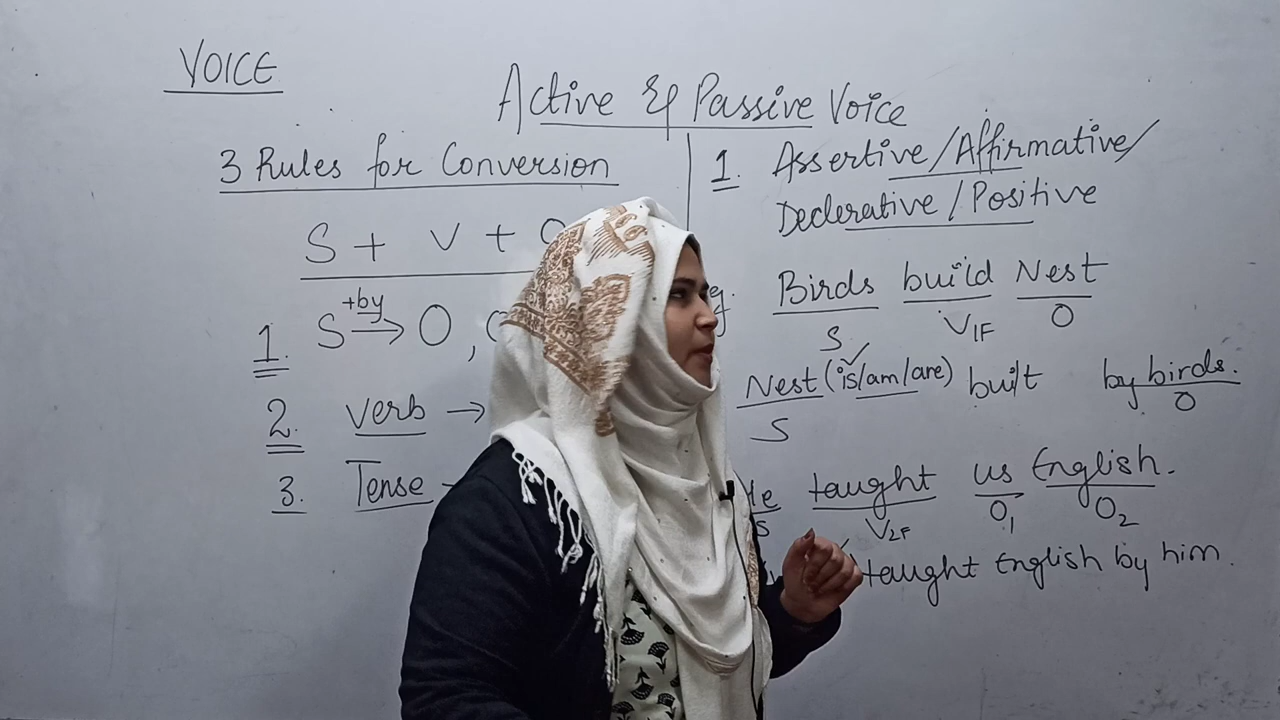 VOICE
Active & Passive Voice
3 Rules for Conversion
S + V + O
1. S +by → O,
2. Verb →
3. Tense
1. Assertive/Affirmative/
Declerative/Positive
Birds build Nest
S V1F O
Nest (is/am/are) built by birds.
S O
taught us English.
S V2F O1 O2
taught English by him.